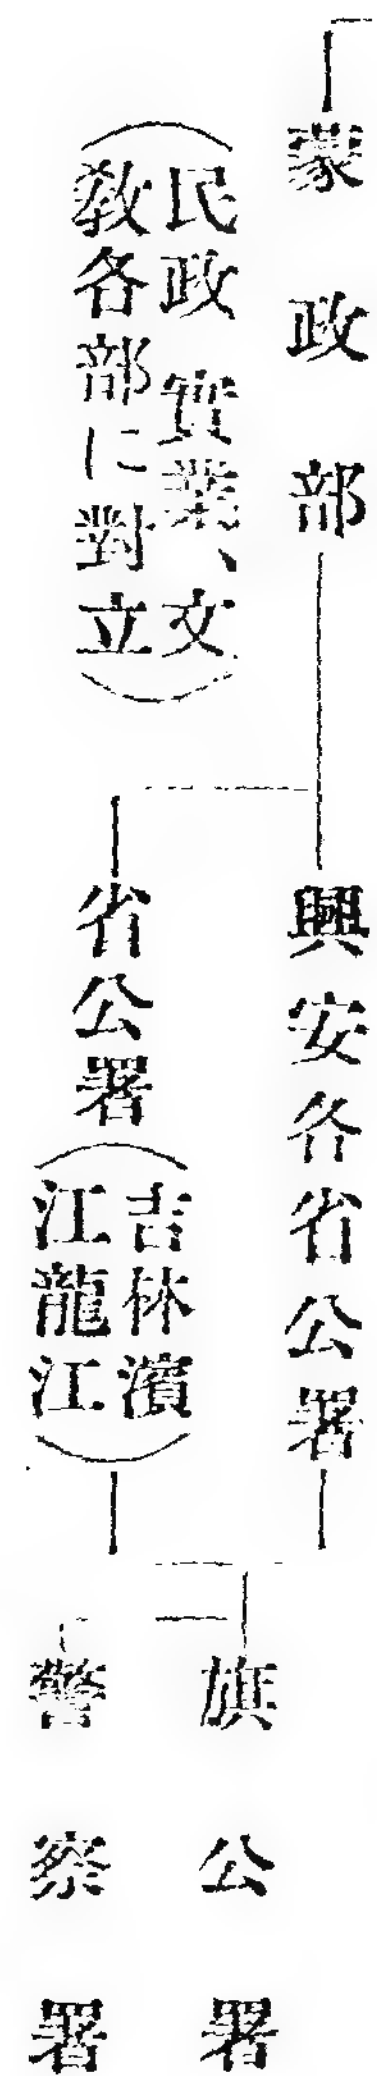 蒙政部
（民政 實業、文
敎各部に對立）
興安各省公署
省公署
（吉林濱
江龍江）
旗公署
警察署